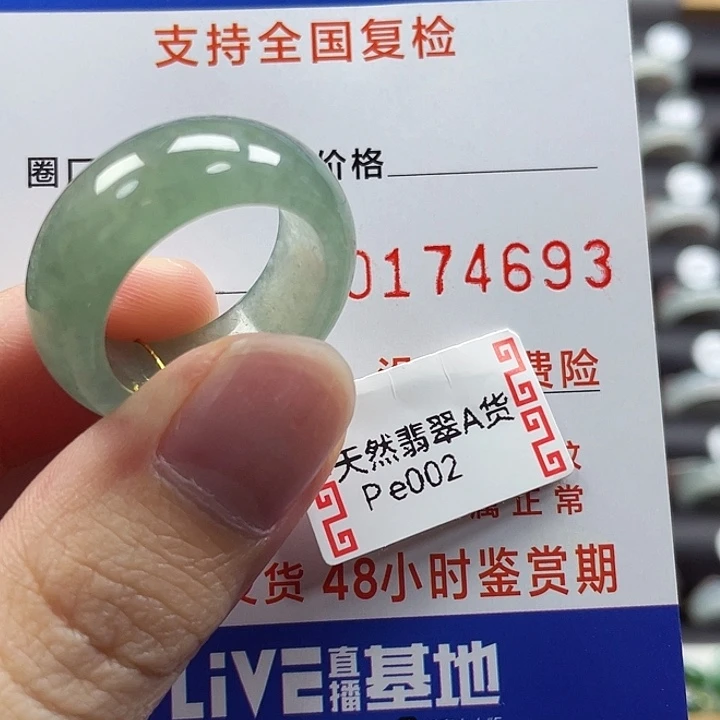 支持全国复检
圈
价格
0174693
费险
天然翡翠A货
Pe002
属正常
货 48小时鉴赏期
LiVE直播基地